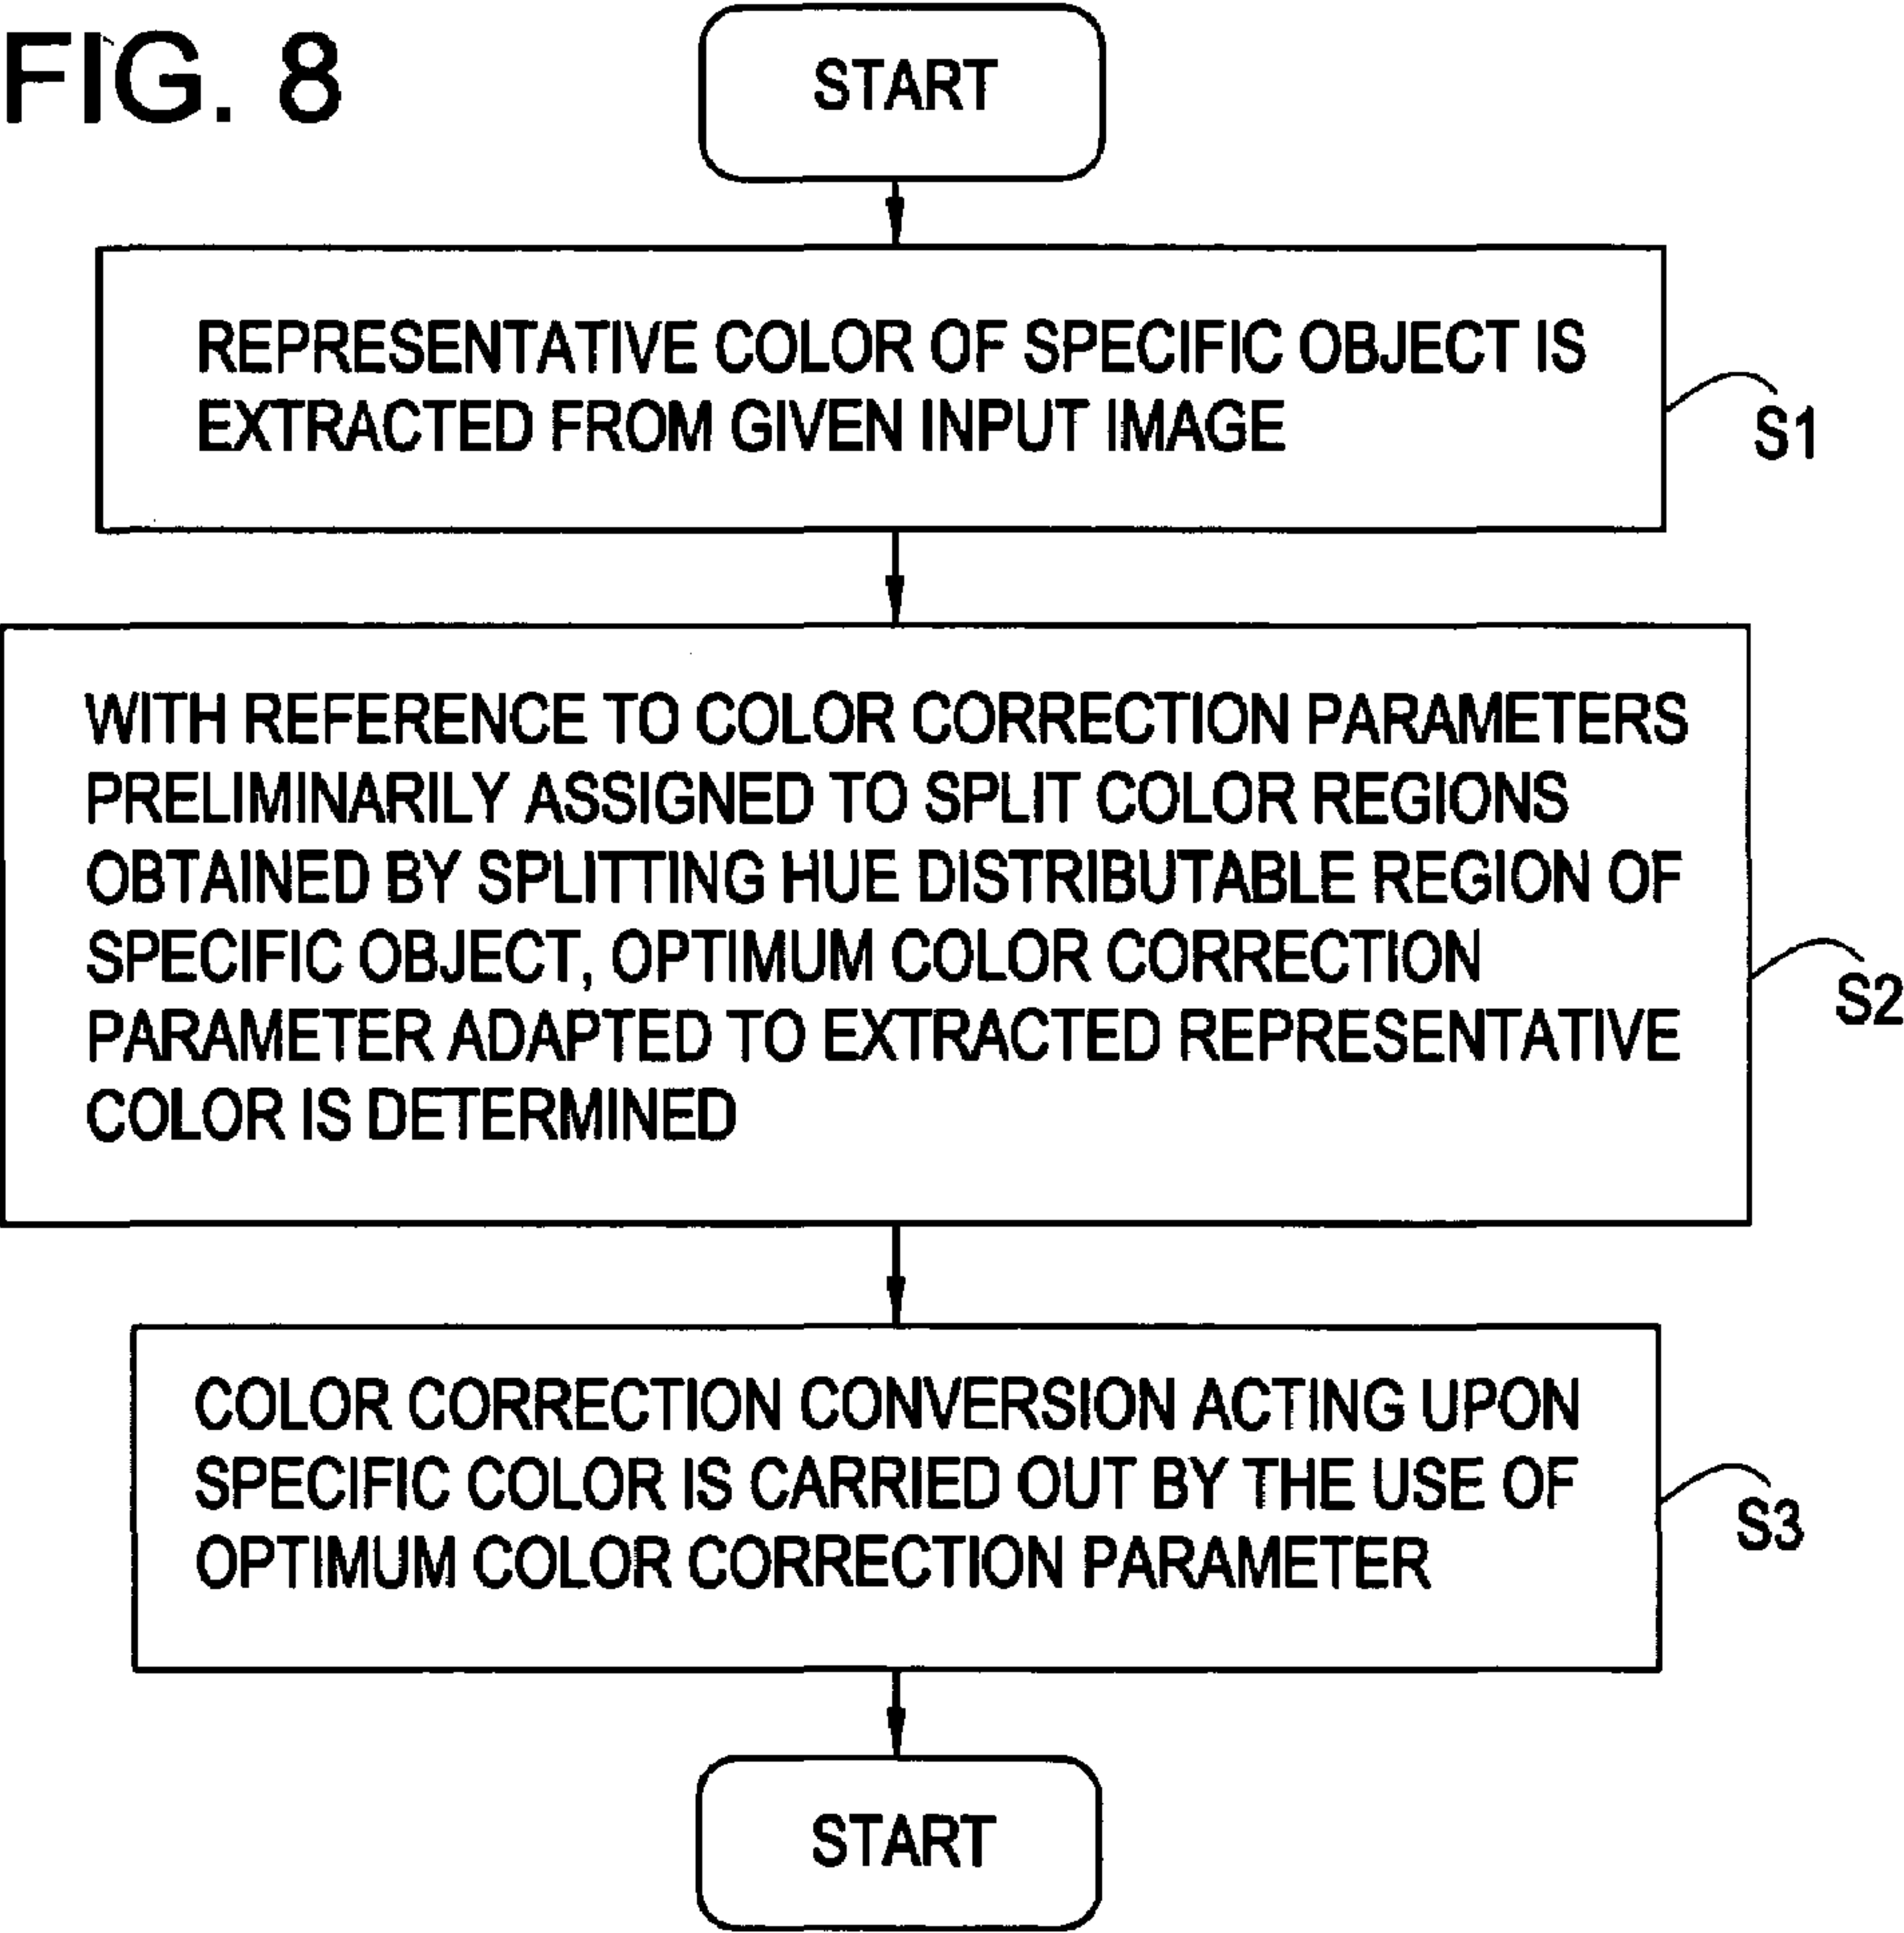 FIG. 8
START
REPRESENTATIVE COLOR OF SPECIFIC OBJECT IS
EXTRACTED FROM GIVEN INPUT IMAGE
S1
WITH REFERENCE TO COLOR CORRECTION PARAMETERS
PRELIMINARILY ASSIGNED TO SPLIT COLOR REGIONS
OBTAINED BY SPLITTING HUE DISTRIBUTABLE REGION OF
SPECIFIC OBJECT, OPTIMUM COLOR CORRECTION
PARAMETER ADAPTED TO EXTRACTED REPRESENTATIVE
COLOR IS DETERMINED
S2
COLOR CORRECTION CONVERSION ACTING UPON
SPECIFIC COLOR IS CARRIED OUT BY THE USE OF
OPTIMUM COLOR CORRECTION PARAMETER
S3
START